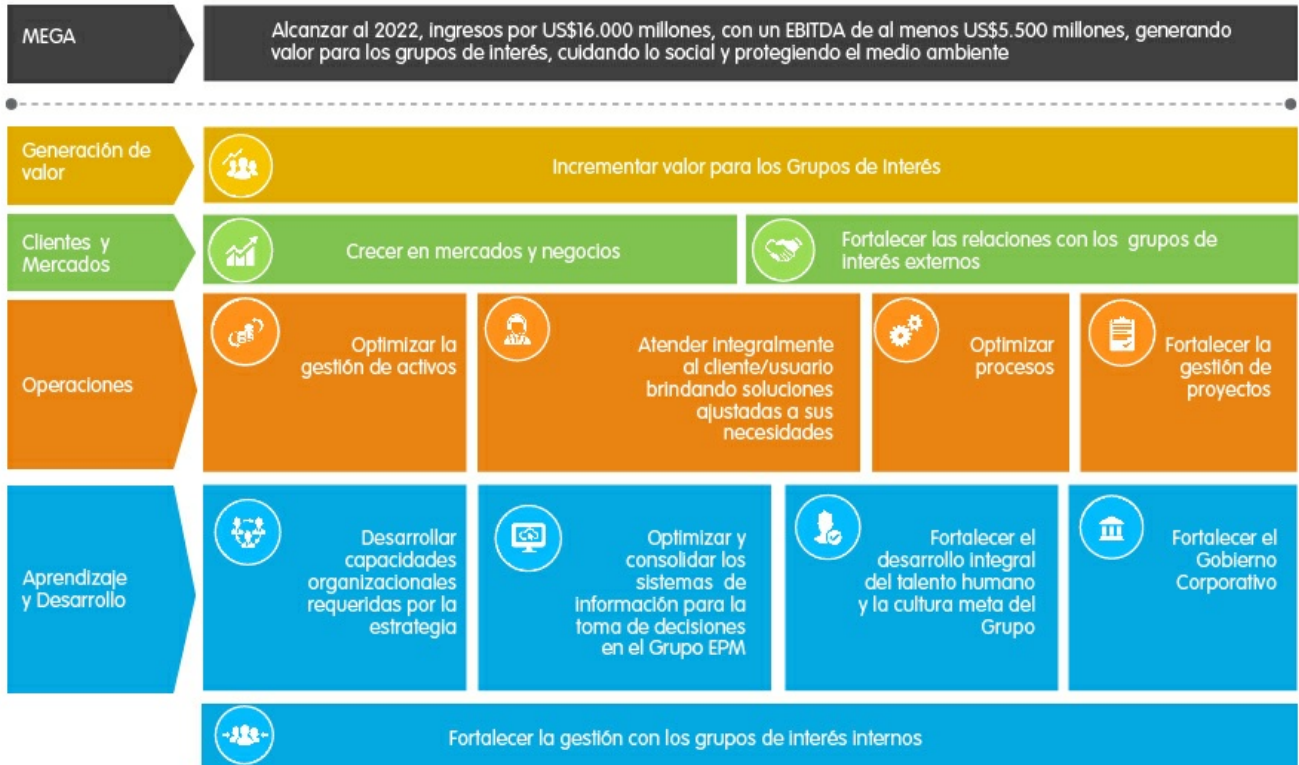 MEGA
Alcanzar al 2022, ingresos por US$16.000 millones, con un EBITDA de al menos US$5.500 millones, generando
valor para los grupos de interés, cuidando lo social y protegiendo el medio ambiente
Generación de
valor
Incrementar valor para los Grupos de Interés
Clientes y
Mercados
Crecer en mercados y negocios
Fortalecer las relaciones con los grupos de
interés externos
Operaciones
Optimizar la
gestión de activos
Atender integralmente
al cliente/usuario
brindando soluciones
ajustadas a sus
necesidades
Optimizar
procesos
Fortalecer la
gestión de
proyectos
Aprendizaje
y Desarrollo
Desarrollar
capacidades
organizacionales
requeridas por la
estrategia
Optimizar y
consolidar los
sistemas de
información para la
toma de decisiones
en el Grupo EPM
Fortalecer el
desarrollo integral
del talento humano
y la cultura meta del
Grupo
Fortalecer el
Gobierno
Corporativo
Fortalecer la gestión con los grupos de interés internos